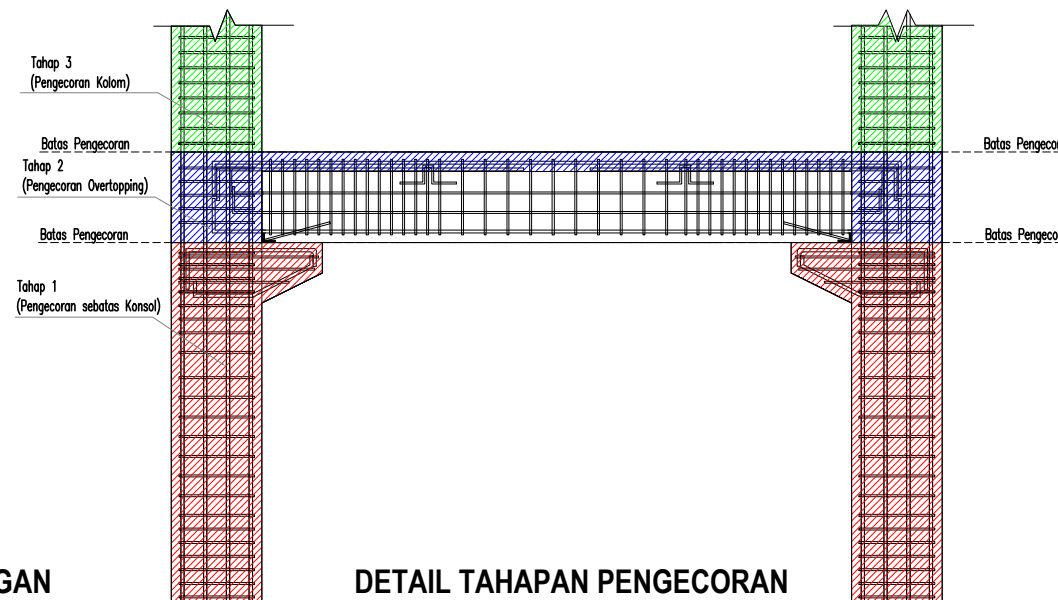 Tahap 3
(Pengecoran Kolom)
Batas Pengecoran
Batas Pengecor
Tahap 2
(Pengecoran Overtopping)
Batas Pengecoran
Batas Pengecor
Tahap 1
(Pengecoran sebatas Konsol)
GAN
DETAIL TAHAPAN PENGECORAN